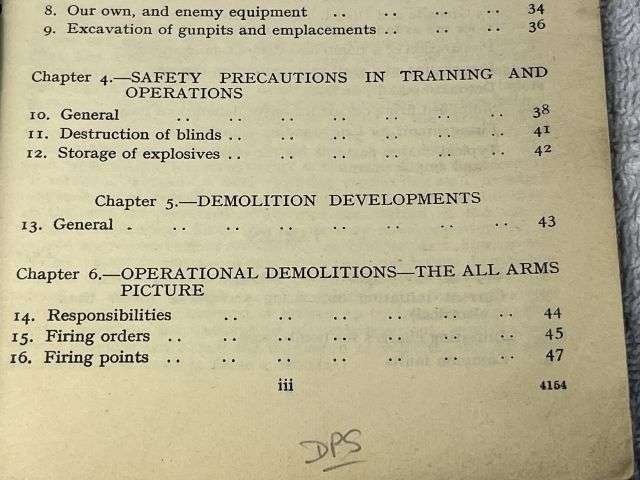 8. Our own, and enemy equipment .. .. .. .. 34
9. Excavation of gunpits and emplacements .. .. .. 36
Chapter 4.—SAFETY PRECAUTIONS IN TRAINING AND
OPERATIONS
10. General .. .. .. .. .. .. .. 38
11. Destruction of blinds .. .. .. .. .. .. 41
12. Storage of explosives .. .. .. .. .. .. 42
Chapter 5.—DEMOLITION DEVELOPMENTS
13. General . .. .. .. .. .. .. .. 43
Chapter 6.—OPERATIONAL DEMOLITIONS—THE ALL ARMS
PICTURE
14. Responsibilities .. .. .. .. .. .. 44
15. Firing orders .. .. .. .. .. .. .. 45
16. Firing points .. .. .. .. .. .. .. 47
iii 4154
DPS